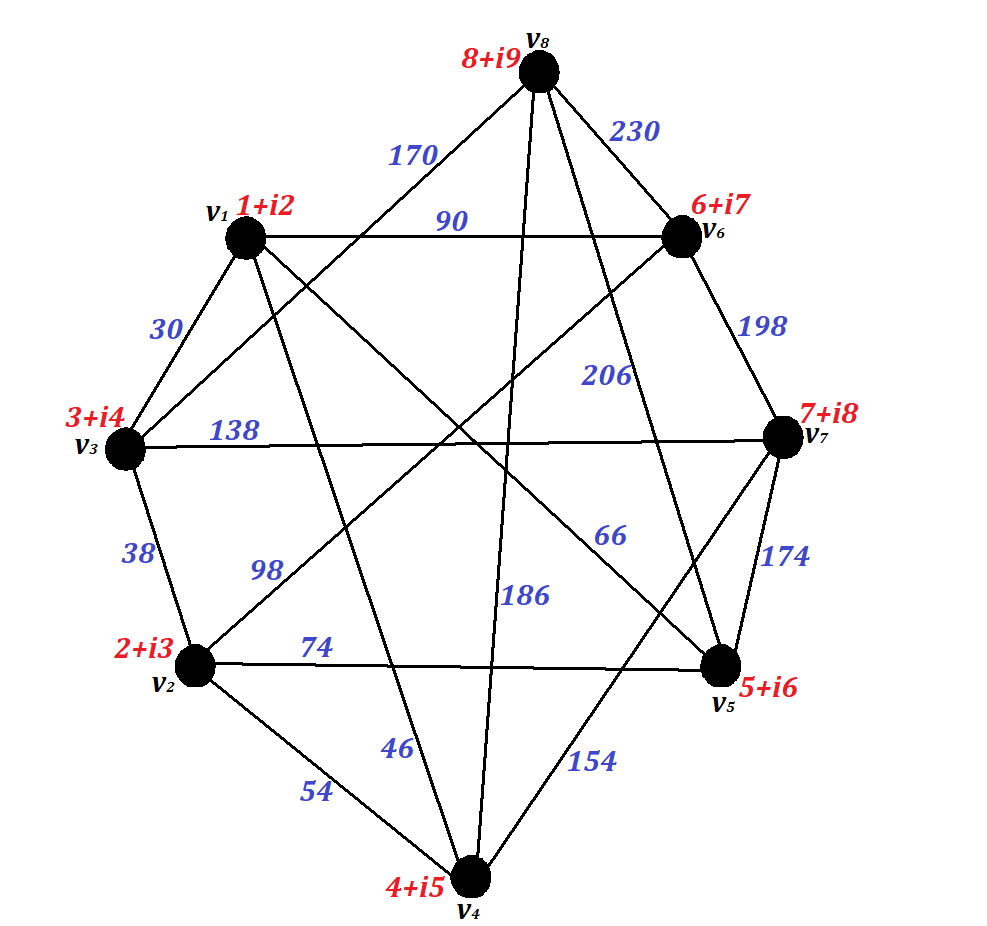 v₈
8+i9
230
170
6+i7
v₆
v₁ 1+i2
90
198
30
206
3+i4
v₃
138
7+i8
v₇
38
98
66
174
186
2+i3
v₂
74
5+i6
v₅
46
54
154
4+i5
v₄